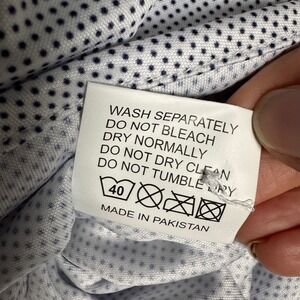 WASH SEPARATELY
DO NOT BLEACH
DRY NORMALLY
DO NOT DRY CLEAN
DO NOT TUMBLE DRY
40
MADE IN PAKISTAN